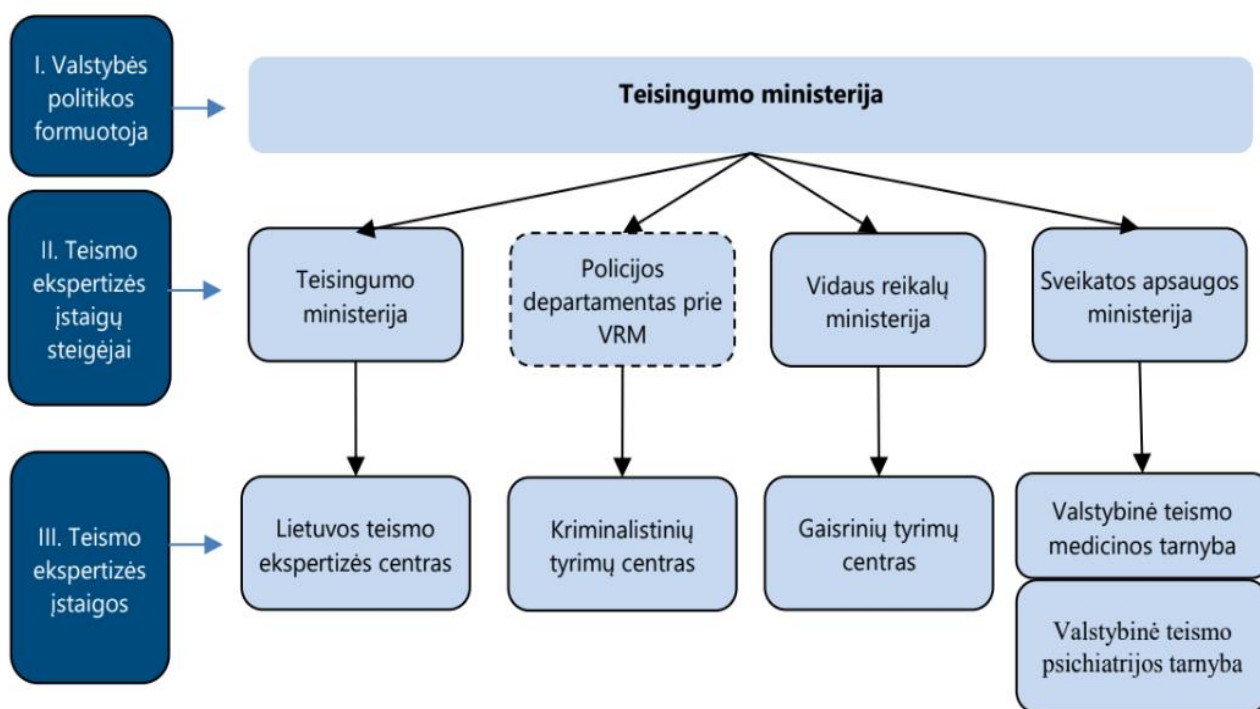 I. Valstybės
politikos
formuotoja
Teisingumo ministerija
II. Teismo
ekspertizės
įstaigų
steigėjai
Teisingumo
ministerija
Policijos
departamentas prie
VRM
Vidaus reikalų
ministerija
Sveikatos apsaugos
ministerija
III. Teismo
ekspertizės
įstaigos
Lietuvos teismo
ekspertizės centras
Kriminalistinių
tyrimų centras
Gaisrinių tyrimų
centras
Valstybinė teismo
medicinos tarnyba
Valstybinė teismo
psichiatrijos tarnyba